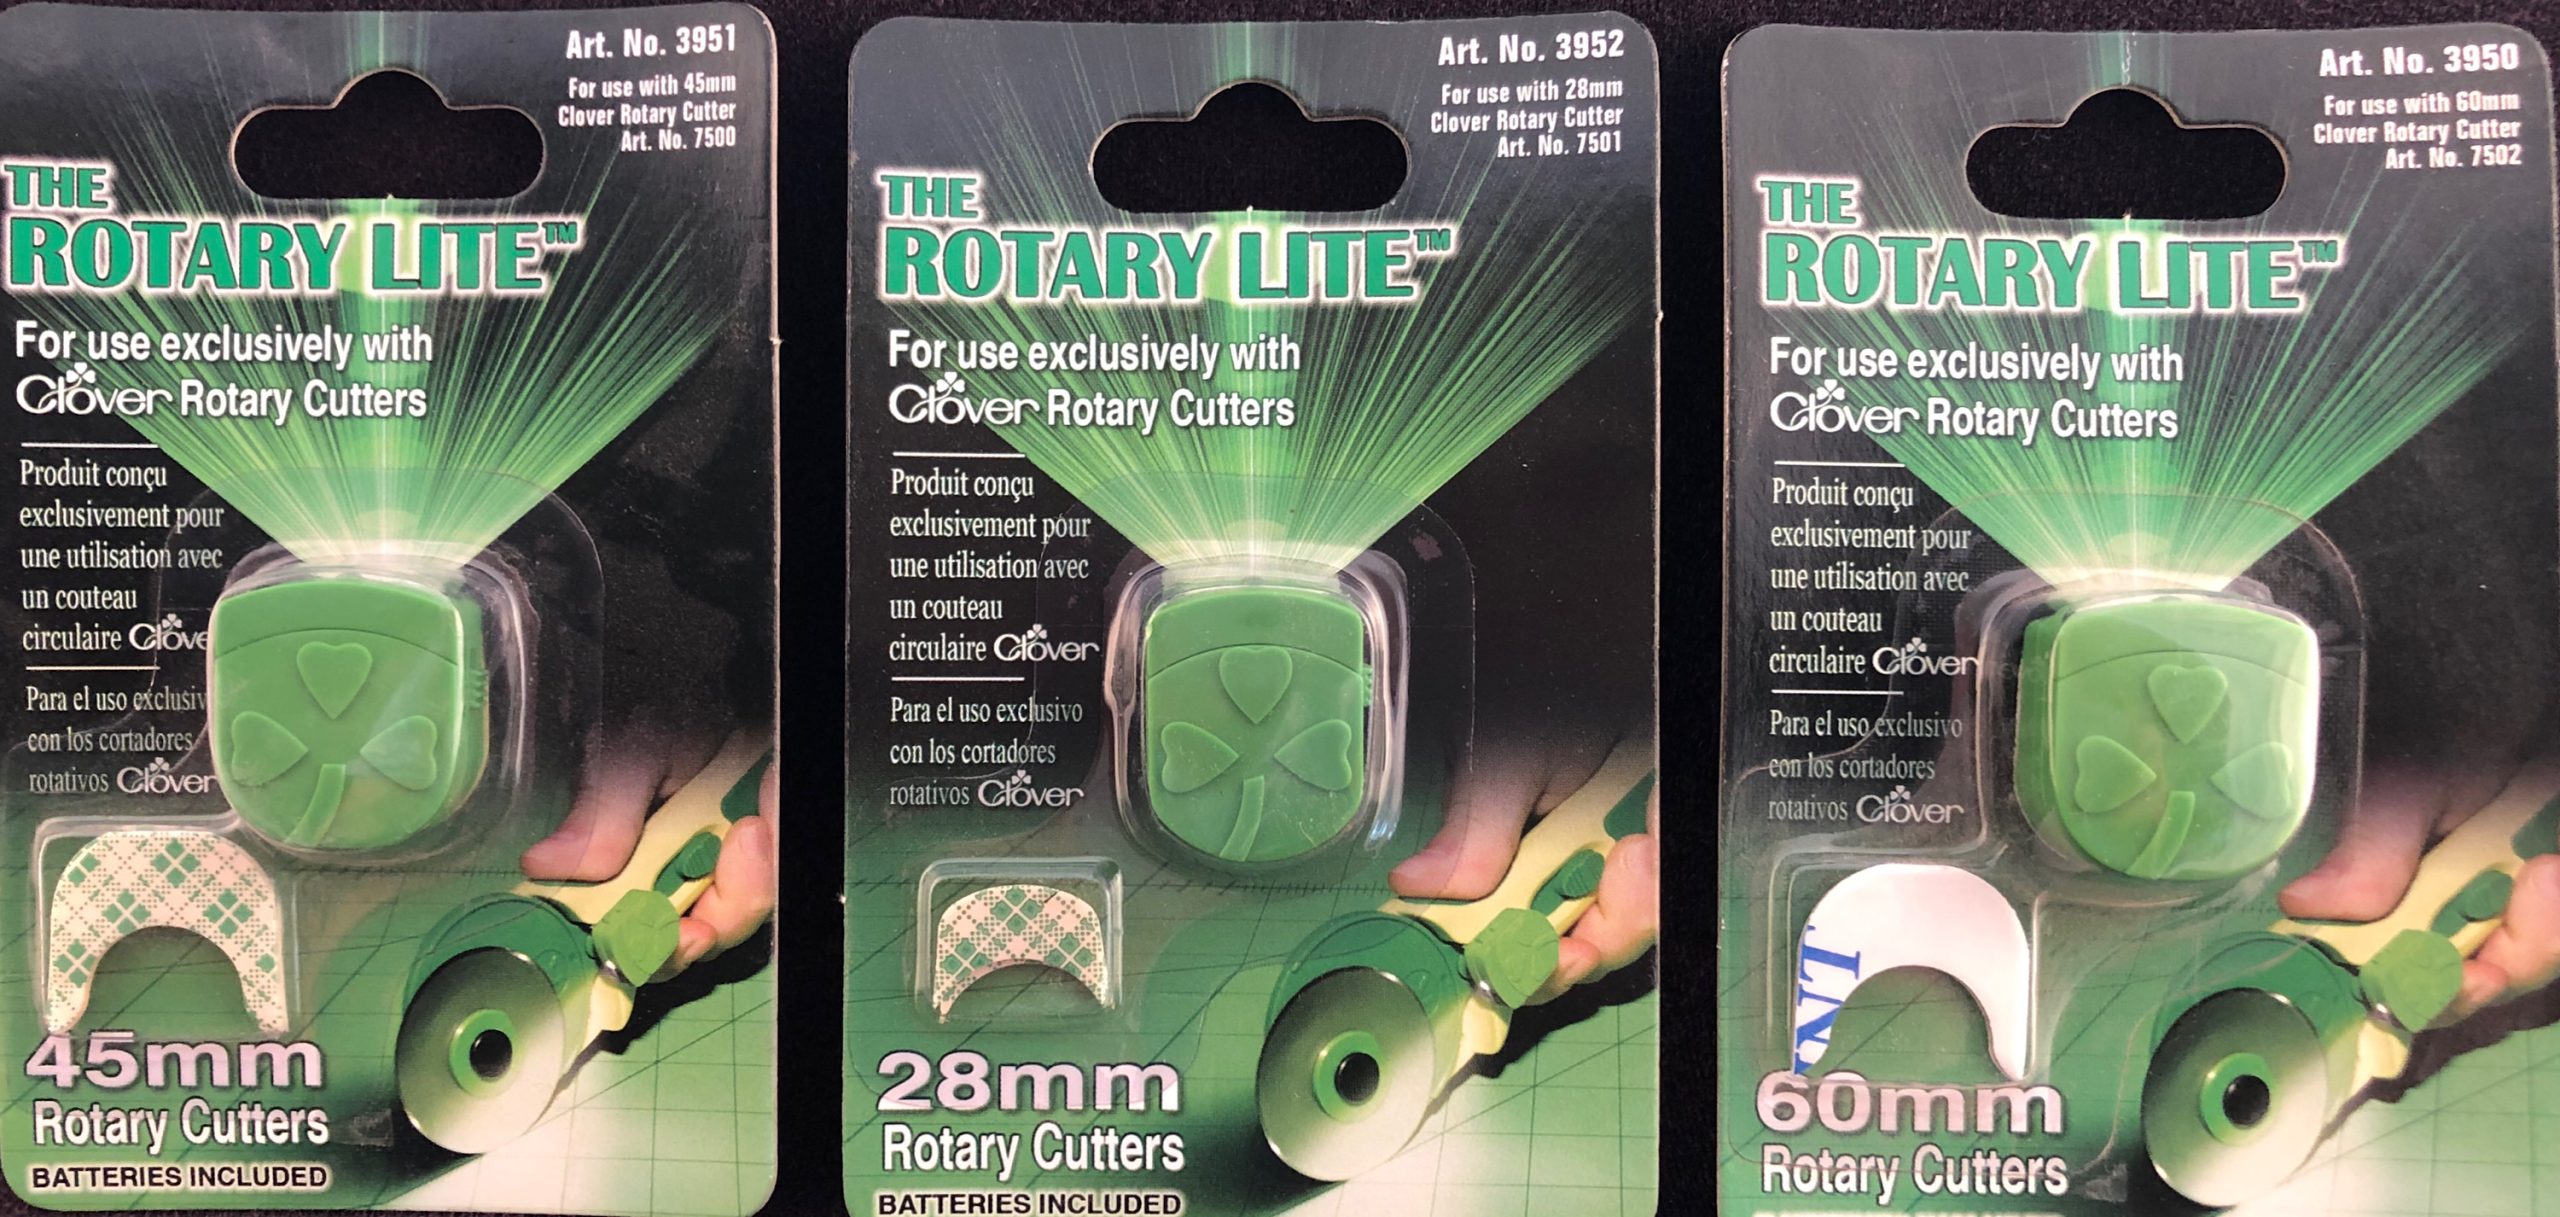 Art. No. 3951
For use with 45mm
Clover Rotary Cutter
Art. No. 7500
THE
ROTARY LITE™
For use exclusively with
Clover Rotary Cutters
Produit conçu
exclusivement pour
une utilisation avec
un couteau
circulaire Clove
Para el uso exclusiv
con los cortadores
rotativos Clover
45mm
Rotary Cutters
BATTERIES INCLUDED
Art. No. 3952
For use with 28mm
Clover Rotary Cutter
Art. No. 7501
THE
ROTARY LITE™
For use exclusively with
Clover Rotary Cutters
Produit conçu
exclusivement pour
une utilisation avec
un couteau
circulaire Clover
Para el uso exclusivo
con los cortadores
rotativos Clover
28mm
Rotary Cutters
BATTERIES INCLUDED
Art. No. 3950
For use with 60mm
Clover Rotary Cutter
Art. No. 7502
THE
ROTARY LITE™
For use exclusively with
Clover Rotary Cutters
Produit conçu
exclusivement pour
une utilisation avec
un couteau
circulaire Clover
Para el uso exclusivo
con los cortadores
rotativos Clover
NT
60mm
Rotary Cutters